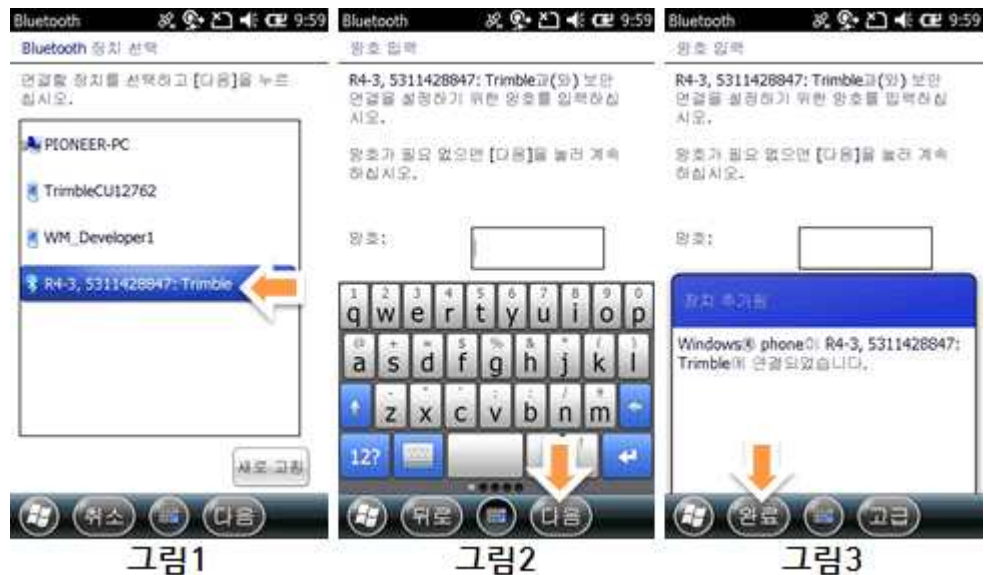 Bluetooth 9:59
Bluetooth 장치 선택
연결할 장치를 선택하고 [다음]을 누르
십시오.
PIONEER-PC
TrimbleCU12762
WM_Developer1
R4-3, 5311428847: Trimble
새로 고침
취소 다음
그림1
Bluetooth 9:59
암호 입력
R4-3, 5311428847: Trimble과(와) 보안
연결을 설정하기 위한 암호를 입력하십
시오.
암호가 필요 없으면 [다음]을 눌러 계속
하십시오.
암호:
1 2 3 4 5 6 7 8 9 0
q w e r t y u i o p
a s d f g h j k l
z x c v b n m
12?
뒤로 다음
그림2
Bluetooth 9:59
암호 입력
R4-3, 5311428847: Trimble과(와) 보안
연결을 설정하기 위한 암호를 입력하십
시오.
암호가 필요 없으면 [다음]을 눌러 계속
하십시오.
암호:
장치 추가됨
Windows® phone이 R4-3, 5311428847:
Trimble에 연결되었습니다.
완료 고급
그림3